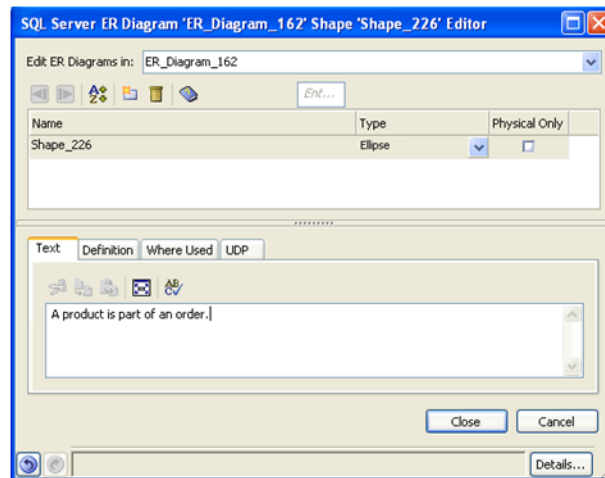 SQL Server ER Diagram 'ER_Diagram_162' Shape 'Shape_226' Editor
Edit ER Diagrams in: ER_Diagram_162
Ent...
Name Type Physical Only
Shape_226 Ellipse
Text Definition Where Used UDP
A product is part of an order.
Close Cancel
Details...